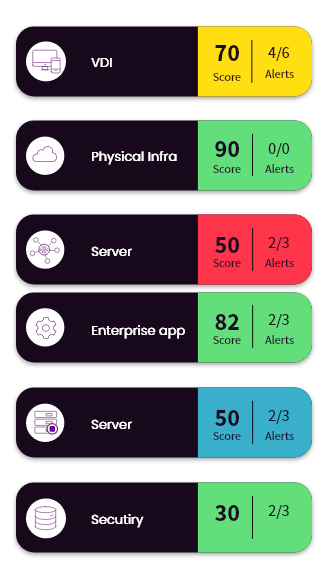 VDI
70 4/6
Score Alerts
Physical Infra
90 0/0
Score Alerts
Server
50 2/3
Score Alerts
Enterprise app
82 2/3
Score Alerts
Server
50 2/3
Score Alerts
Secutiry
30 2/3